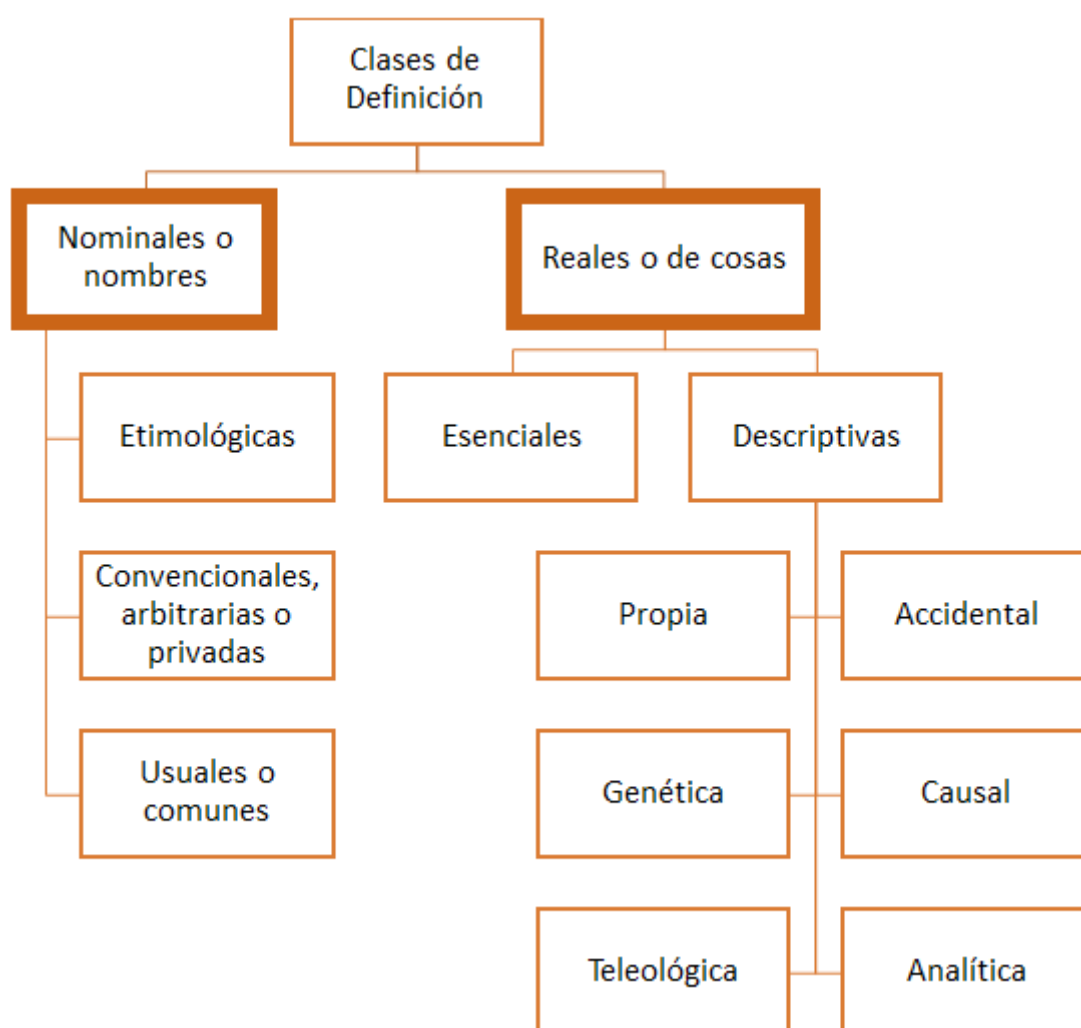 Clases de
Definición
Nominales o
nombres
Reales o de cosas
Etimológicas
Esenciales
Descriptivas
Convencionales,
arbitrarias o
privadas
Propia
Accidental
Usuales o
comunes
Genética
Causal
Teleológica
Analítica